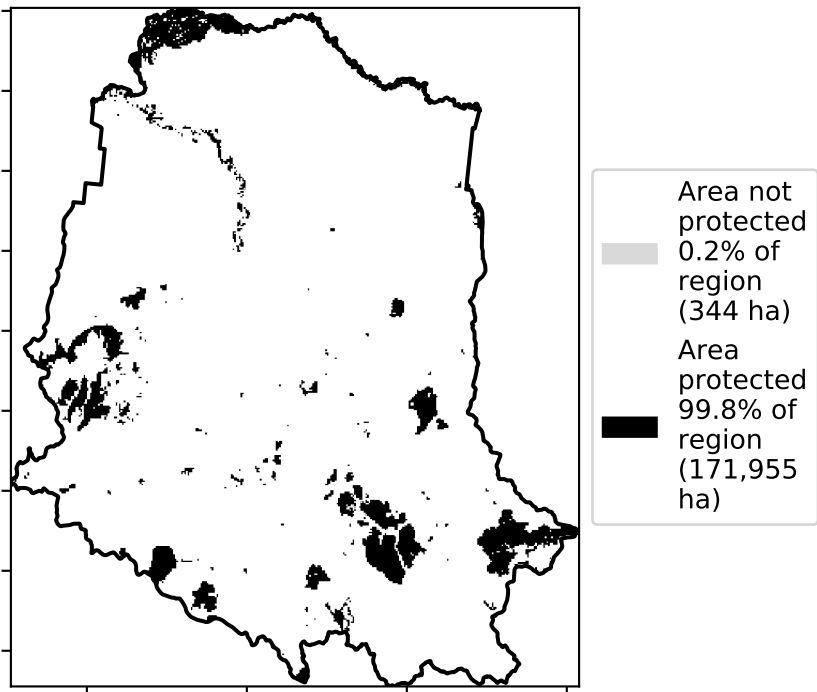 Area not
protected
0.2% of
region
(344 ha)
Area
protected
99.8% of
region
(171,955
ha)